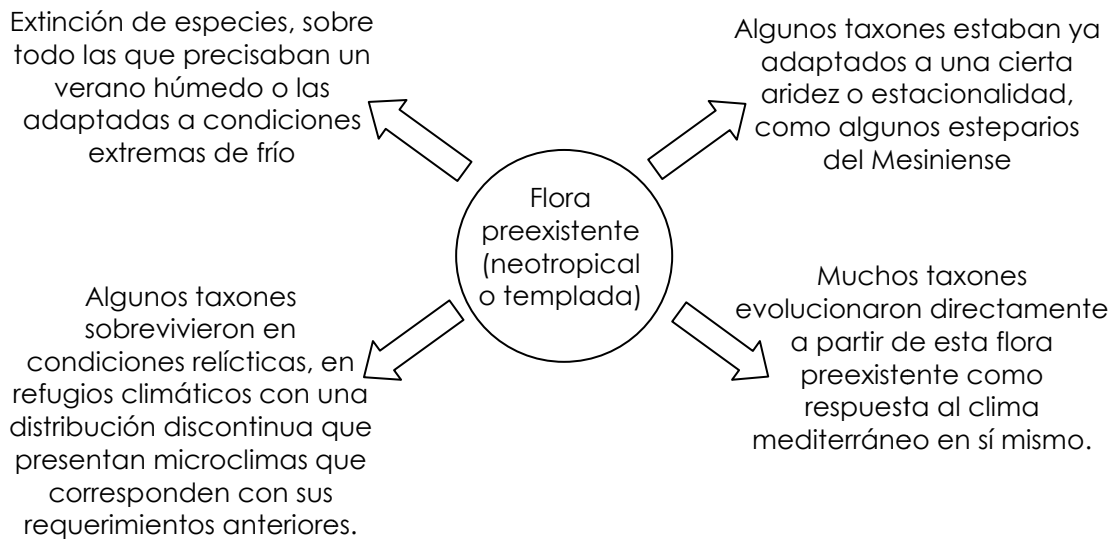 Extinción de especies, sobre
todo las que precisaban un
verano húmedo o las
adaptadas a condiciones
extremas de frío
Algunos taxones estaban ya
adaptados a una cierta
aridez o estacionalidad,
como algunos esteparios
del Mesiniense
Flora
preexistente
(neotropical
o templada)
Algunos taxones
sobrevivieron en
condiciones relícticas, en
refugios climáticos con una
distribución discontinua que
presentan microclimas que
corresponden con sus
requerimientos anteriores.
Muchos taxones
evolucionaron directamente
a partir de esta flora
preexistente como
respuesta al clima
mediterráneo en sí mismo.